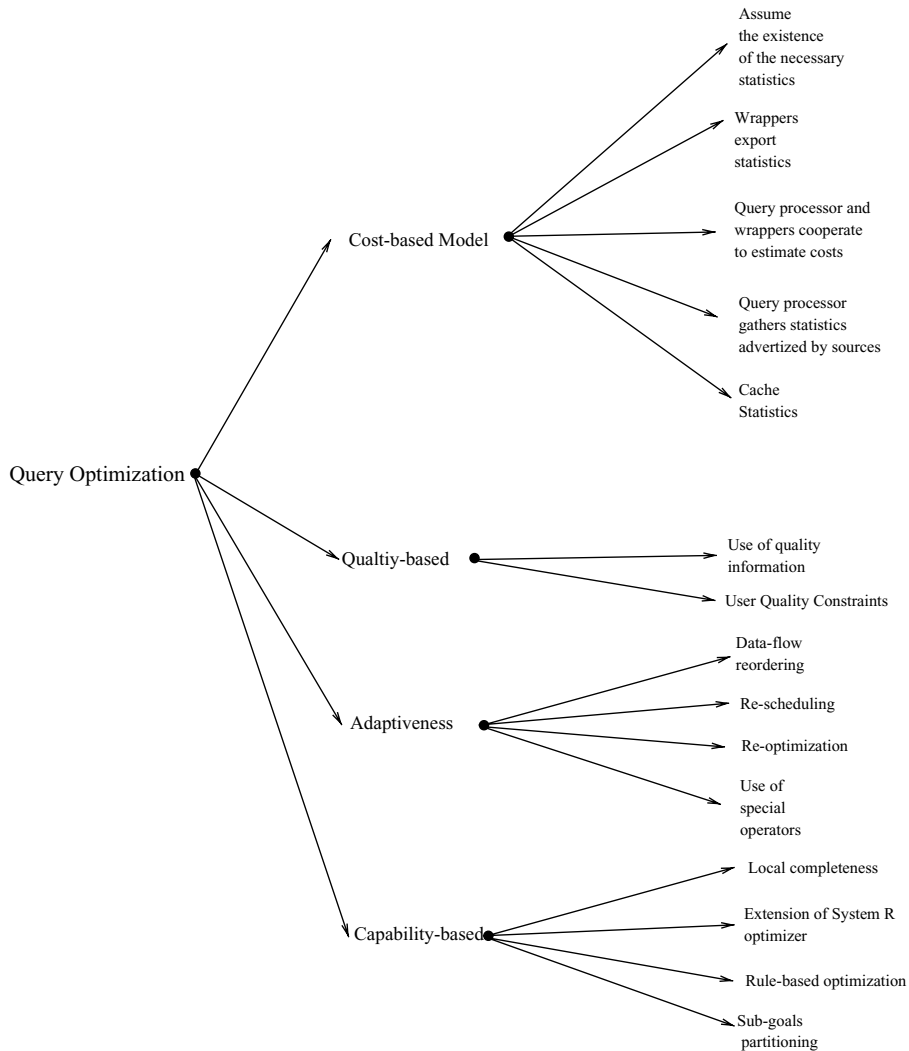 Assume
the existence
of the necessary
statistics
Wrappers
export
statistics
Cost-based Model
Query processor and
wrappers cooperate
to estimate costs
Query processor
gathers statistics
advertized by sources
Cache
Statistics
Query Optimization
Qualtiy-based
Use of quality
information
User Quality Constraints
Adaptiveness
Data-flow
reordering
Re-scheduling
Re-optimization
Use of
special
operators
Capability-based
Local completeness
Extension of System R
optimizer
Rule-based optimization
Sub-goals
partitioning